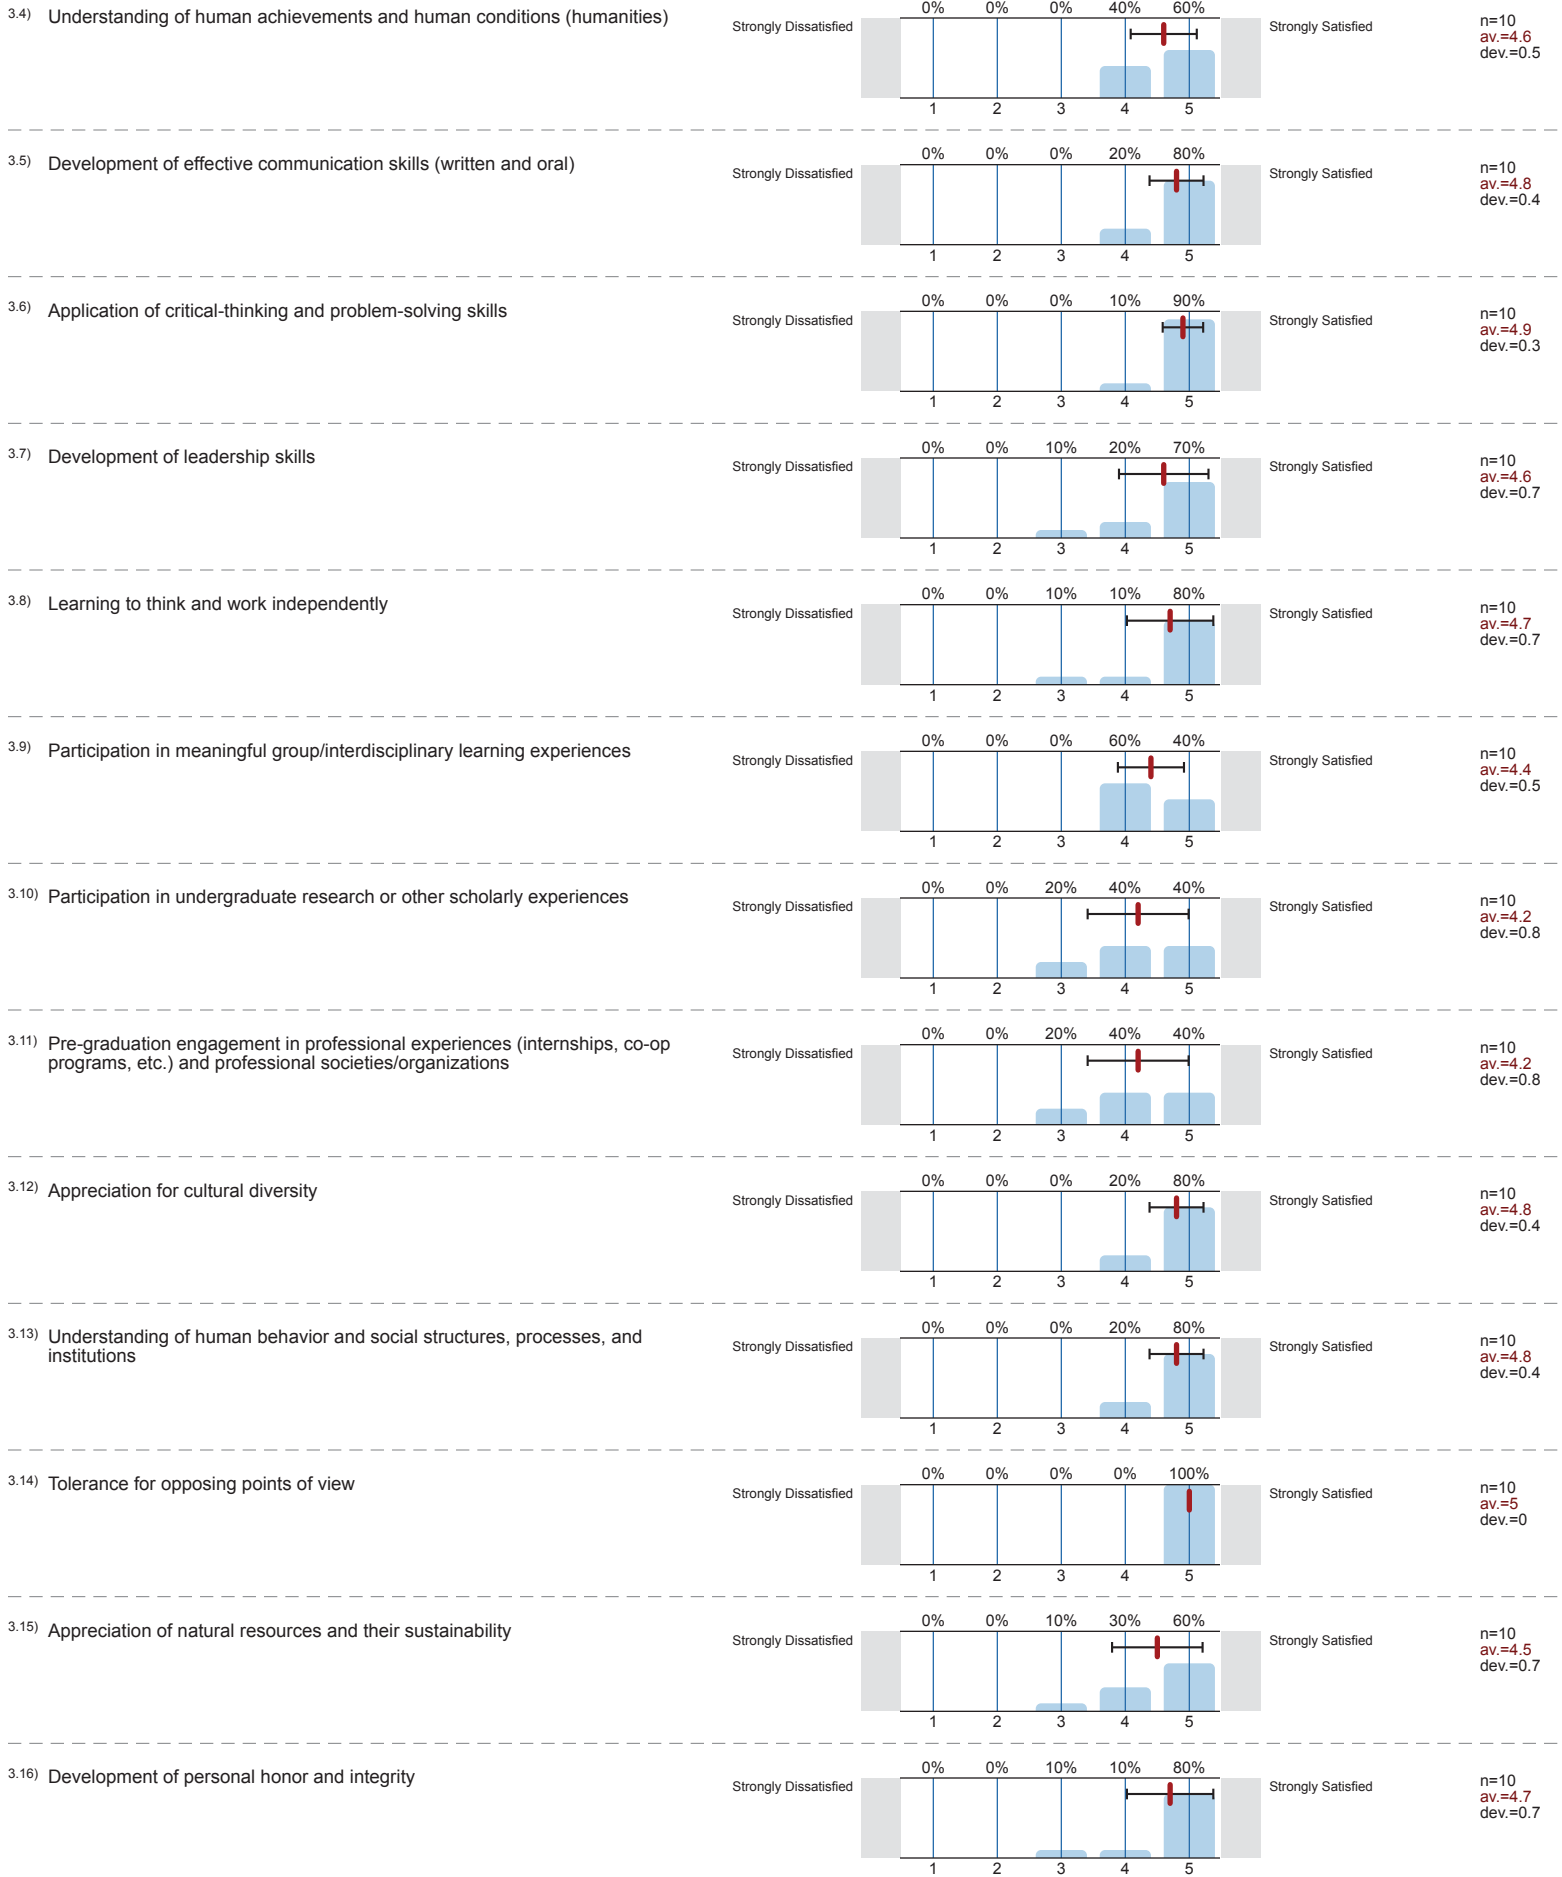 3.4) Understanding of human achievements and human conditions (humanities)
0% 0% 0% 40% 60%
Strongly Dissatisfied Strongly Satisfied
n=10
av.=4.6
dev.=0.5
1 2 3 4 5
3.5) Development of effective communication skills (written and oral)
0% 0% 0% 20% 80%
Strongly Dissatisfied Strongly Satisfied
n=10
av.=4.8
dev.=0.4
1 2 3 4 5
3.6) Application of critical-thinking and problem-solving skills
0% 0% 0% 10% 90%
Strongly Dissatisfied Strongly Satisfied
n=10
av.=4.9
dev.=0.3
1 2 3 4 5
3.7) Development of leadership skills
0% 0% 10% 20% 70%
Strongly Dissatisfied Strongly Satisfied
n=10
av.=4.6
dev.=0.7
1 2 3 4 5
3.8) Learning to think and work independently
0% 0% 10% 10% 80%
Strongly Dissatisfied Strongly Satisfied
n=10
av.=4.7
dev.=0.7
1 2 3 4 5
3.9) Participation in meaningful group/interdisciplinary learning experiences
0% 0% 0% 60% 40%
Strongly Dissatisfied Strongly Satisfied
n=10
av.=4.4
dev.=0.5
1 2 3 4 5
3.10) Participation in undergraduate research or other scholarly experiences
0% 0% 20% 40% 40%
Strongly Dissatisfied Strongly Satisfied
n=10
av.=4.2
dev.=0.8
1 2 3 4 5
3.11) Pre-graduation engagement in professional experiences (internships, co-op
programs, etc.) and professional societies/organizations
0% 0% 20% 40% 40%
Strongly Dissatisfied Strongly Satisfied
n=10
av.=4.2
dev.=0.8
1 2 3 4 5
3.12) Appreciation for cultural diversity
0% 0% 0% 20% 80%
Strongly Dissatisfied Strongly Satisfied
n=10
av.=4.8
dev.=0.4
1 2 3 4 5
3.13) Understanding of human behavior and social structures, processes, and
institutions
0% 0% 0% 20% 80%
Strongly Dissatisfied Strongly Satisfied
n=10
av.=4.8
dev.=0.4
1 2 3 4 5
3.14) Tolerance for opposing points of view
0% 0% 0% 0% 100%
Strongly Dissatisfied Strongly Satisfied
n=10
av.=5
dev.=0
1 2 3 4 5
3.15) Appreciation of natural resources and their sustainability
0% 0% 10% 30% 60%
Strongly Dissatisfied Strongly Satisfied
n=10
av.=4.5
dev.=0.7
1 2 3 4 5
3.16) Development of personal honor and integrity
0% 0% 10% 10% 80%
Strongly Dissatisfied Strongly Satisfied
n=10
av.=4.7
dev.=0.7
1 2 3 4 5